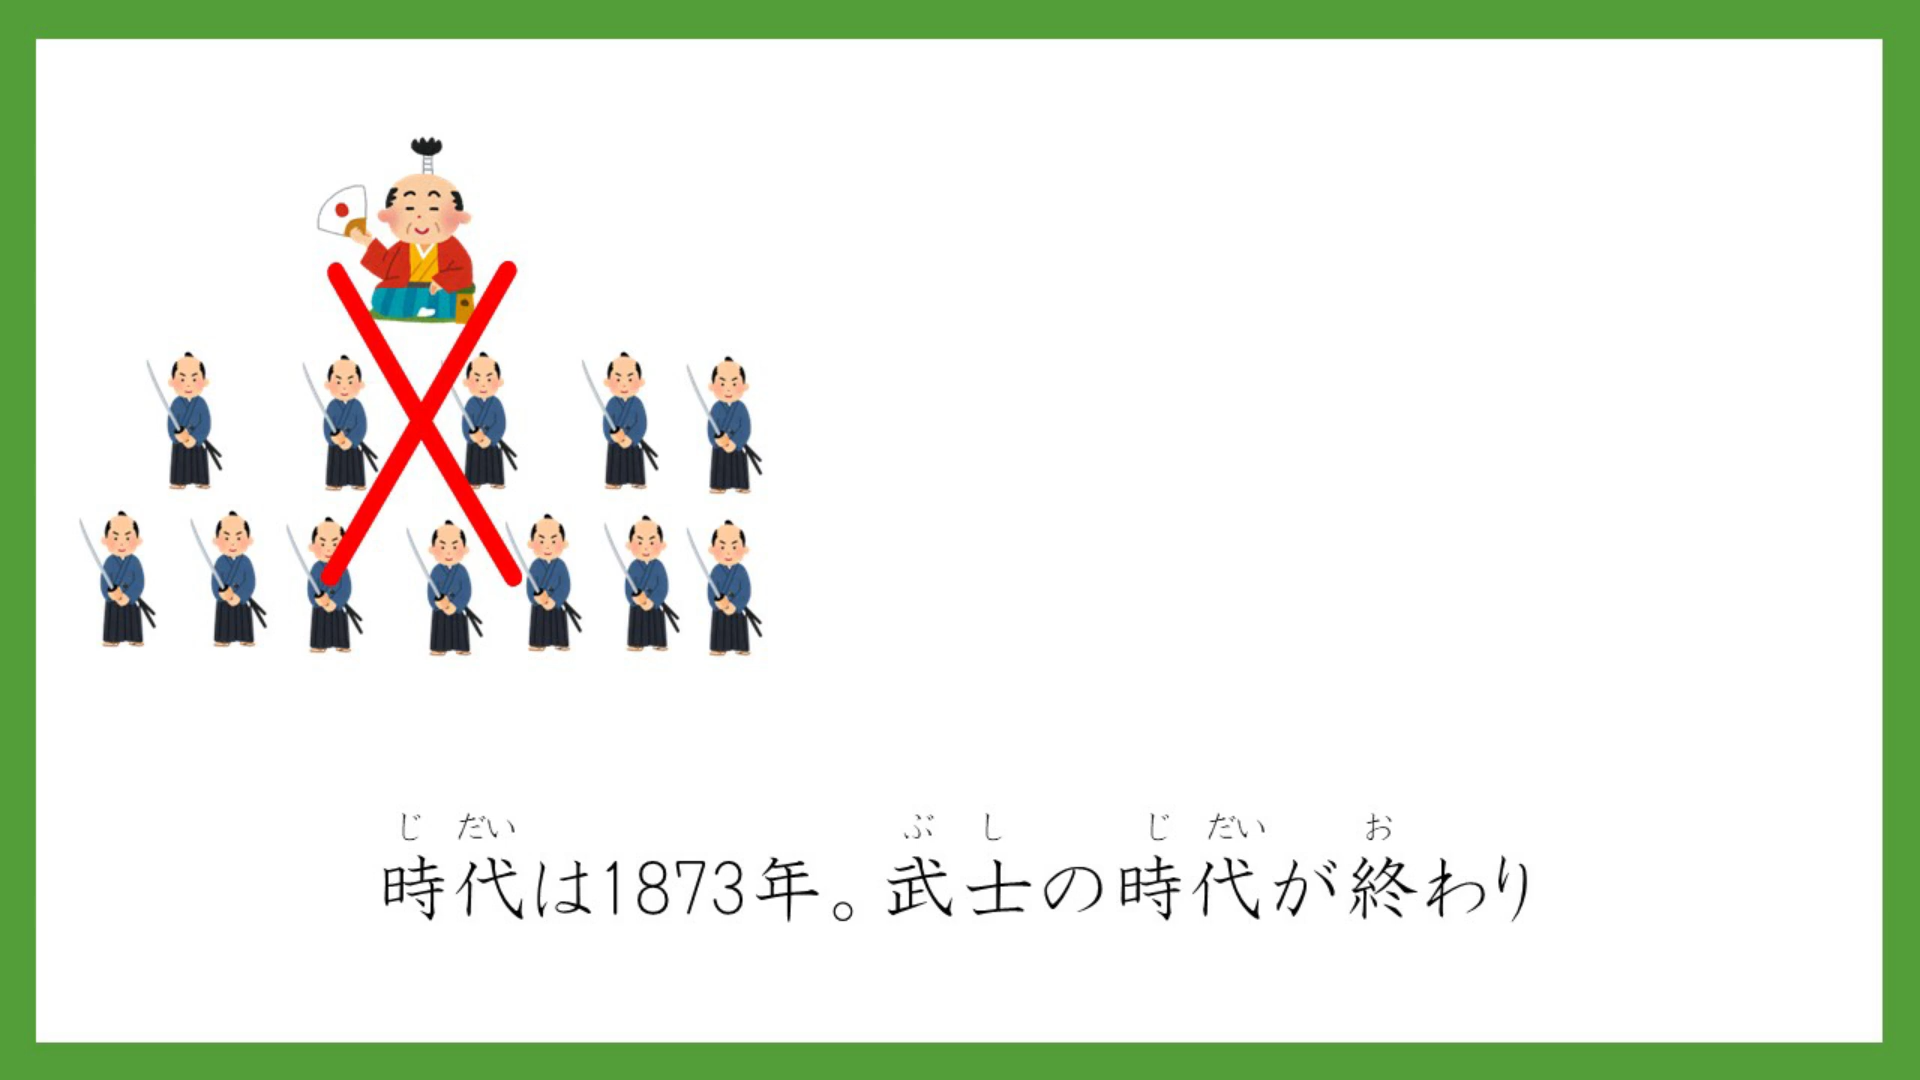 じ だい ぶ し じ だい お
時代は1873年。武士の時代が終わり